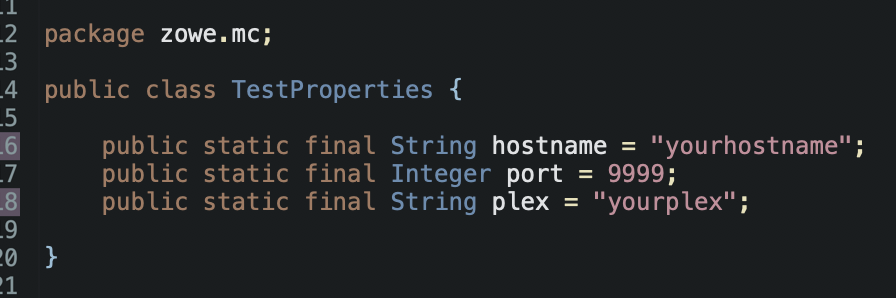 11
12 package zowe.mc;
13
14 public class TestProperties {
15
16 public static final String hostname = "yourhostname";
17 public static final Integer port = 9999;
18 public static final String plex = "yourplex";
19
20 }
21